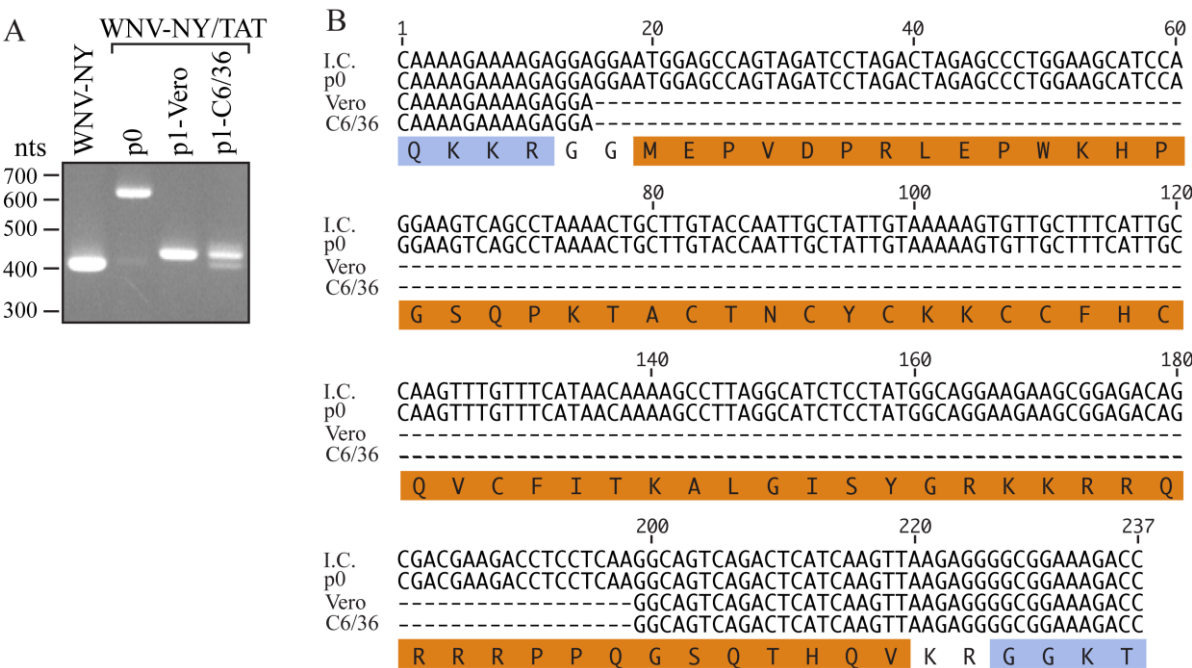 A
WNV-NY/TAT
WNV-NY
p0
p1-Vero
p1-C6/36
nts
700
600
500
400
300
B
1 20 40 60
I.C. CAAAAGAAAAGAGGAGGAATGGAGCCAGTAGATCCTAGACTAGAGCCCTGGAAGCATCCA
p0 CAAAAGAAAAGAGGAGGAATGGAGCCAGTAGATCCTAGACTAGAGCCCTGGAAGCATCCA
Vero CAAAAGAAAAGAGGA---------------------------------------------
C6/36 CAAAAGAAAAGAGGA---------------------------------------------
Q K K R G G M E P V D P R L E P W K H P
80 100 120
I.C. GGAAGTCAGCCTAAAACTGCTTGTACCAATTGCTATTGTAAAAAGTGTTGCTTTCATTGC
p0 GGAAGTCAGCCTAAAACTGCTTGTACCAATTGCTATTGTAAAAAGTGTTGCTTTCATTGC
Vero ------------------------------------------------------------
C6/36 ------------------------------------------------------------
G S Q P K T A C T N C Y C K K C C F H C
140 160 180
I.C. CAAGTTTGTTTCATAACAAAAGCCTTAGGCATCTCCTATGGCAGGAAGAAGCGGAGACAG
p0 CAAGTTTGTTTCATAACAAAAGCCTTAGGCATCTCCTATGGCAGGAAGAAGCGGAGACAG
Vero ------------------------------------------------------------
C6/36 ------------------------------------------------------------
Q V C F I T K A L G I S Y G R K K R R Q
200 220 237
I.C. CGACGAAGACCTCCTCAAGGCAGTCAGACTCATCAAGTTAAGAGGGGCGGAAAGACC
p0 CGACGAAGACCTCCTCAAGGCAGTCAGACTCATCAAGTTAAGAGGGGCGGAAAGACC
Vero ------------------GGCAGTCAGACTCATCAAGTTAAGAGGGGCGGAAAGACC
C6/36 ------------------GGCAGTCAGACTCATCAAGTTAAGAGGGGCGGAAAGACC
R R R P P Q G S Q T H Q V K R G G K T